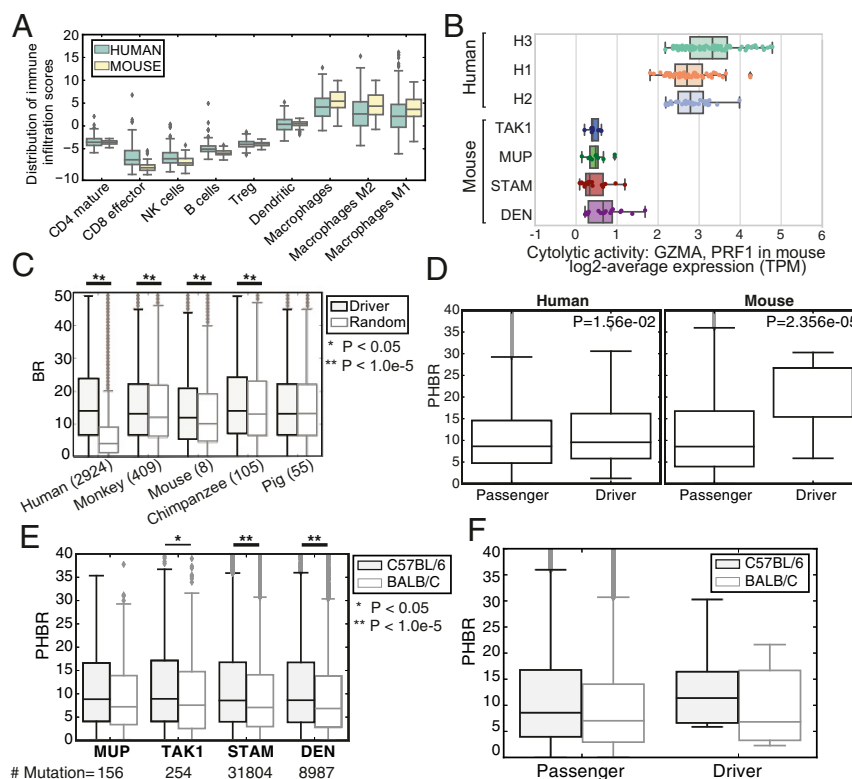 A
Distribution of immune
infiltration scores
15
10
5
0
−5
−10
HUMAN
MOUSE
CD4 mature
CD8 effector
NK cells
B cells
Treg
Dendritic
Macrophages
Macrophages M2
Macrophages M1
B
Human
Mouse
H3
H1
H2
TAK1
MUP
STAM
DEN
-1 0 1 2 3 4 5 6
Cytolytic activity: GZMA, PRF1 in mouse
log2-average expression (TPM)
C
BR
50
40
30
20
10
0
** ** ** **
Driver
Random
* P < 0.05
** P < 1.0e-5
Human (2924)
Monkey (409)
Mouse (8)
Chimpanzee (105)
Pig (55)
D
Human Mouse
P=1.56e-02 P=2.356e-05
PHBR
40
35
30
25
20
15
10
5
0
Passenger Driver Passenger Driver
E
PHBR
40
35
30
25
20
15
10
5
0
* ** **
C57BL/6
BALB/C
* P < 0.05
** P < 1.0e-5
MUP TAK1 STAM DEN
# Mutation= 156 254 31804 8987
F
40
35
30
25
20
15
10
5
0
C57BL/6
BALB/C
Passenger Driver